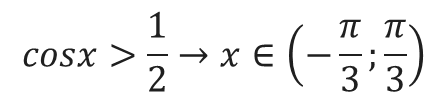 cosx > 1/2 → x ∈ (−π/3; π/3)